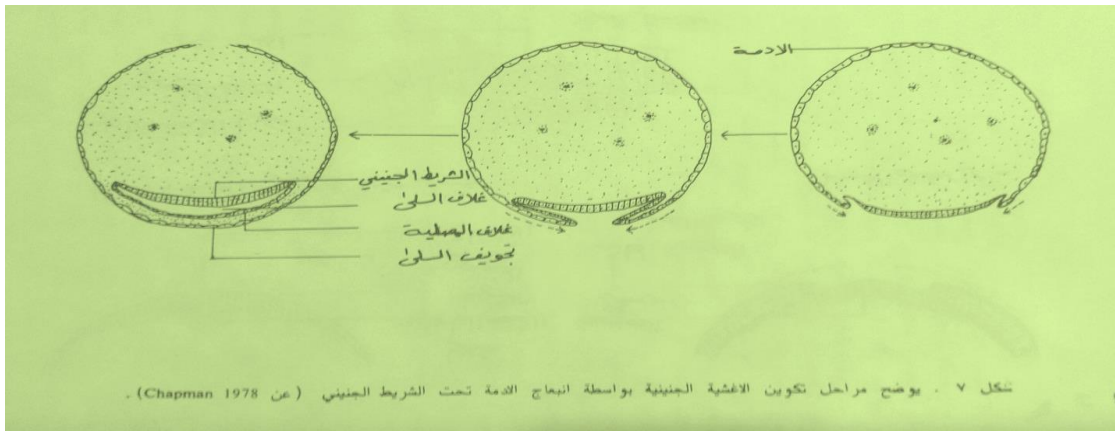 الادمة
الشريط الجنيني
غلاف السلى
غلاف المصلية
تجويف السلى
شكل ٧ . يوضح مراحل تكوين الاغشية الجنينية بواسطة انبعاج الادمة تحت الشريط الجنيني (عن Chapman 1978).